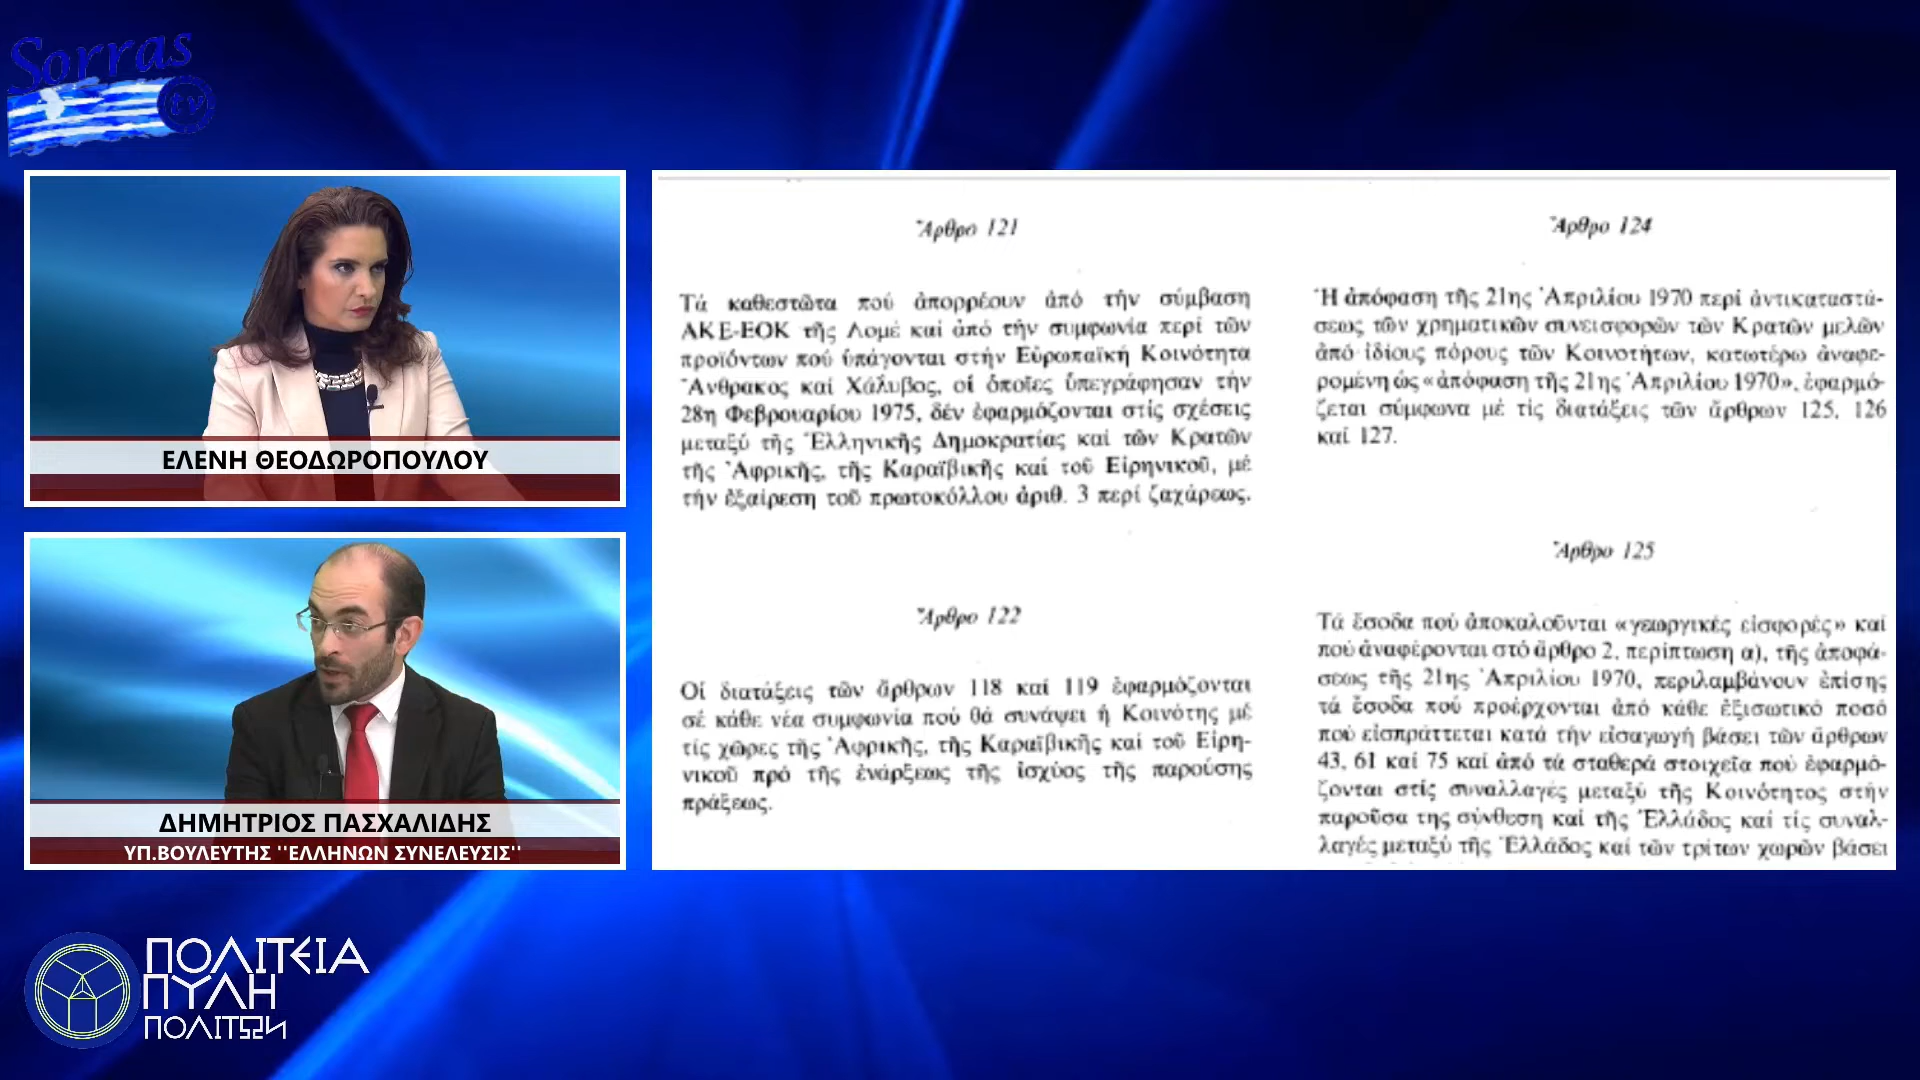 Sorras
tv
ΕΛΕΝΗ ΘΕΟΔΩΡΟΠΟΥΛΟΥ
ΔΗΜΗΤΡΙΟΣ ΠΑΣΧΑΛΙΔΗΣ
ΥΠ.ΒΟΥΛΕΥΤΗΣ ''ΕΛΛΗΝΩΝ ΣΥΝΕΛΕΥΣΙΣ''
ΠΟΛΙΤΕΙΑ
ΠΥΛΗ
ΠΟΛΙΤΩΝ
Ἄρθρο 121
Τά καθεστῶτα πού ἀπορρέουν ἀπό τήν σύμβαση
ΑΚΕ-ΕΟΚ τῆς Λομέ καί ἀπό τήν συμφωνία περί τῶν
προϊόντων πού ὑπάγονται στήν Εὐρωπαϊκή Κοινότητα
Ἄνθρακος καί Χάλυβος, οἱ ὁποῖες ὑπεγράφησαν τήν
28η Φεβρουαρίου 1975, δέν ἐφαρμόζονται στίς σχέσεις
μεταξύ τῆς Ἑλληνικῆς Δημοκρατίας καί τῶν Κρατῶν
τῆς Ἀφρικῆς, τῆς Καραϊβικῆς καί τοῦ Εἰρηνικοῦ, μέ
τήν ἐξαίρεση τοῦ πρωτοκόλλου ἀριθ. 3 περί ζαχάρεως.
Ἄρθρο 122
Οἱ διατάξεις τῶν ἄρθρων 118 καί 119 ἐφαρμόζονται
σέ κάθε νέα συμφωνία πού θά συνάψει ἡ Κοινότης μέ
τίς χῶρες τῆς Ἀφρικῆς, τῆς Καραϊβικῆς καί τοῦ Εἰρη-
νικοῦ πρό τῆς ἐνάρξεως τῆς ἰσχύος τῆς παρούσης
πράξεως.
Ἄρθρο 124
Ἡ ἀπόφαση τῆς 21ης Ἀπριλίου 1970 περί ἀντικαταστά-
σεως τῶν χρηματικῶν συνεισφορῶν τῶν Κρατῶν μελῶν
ἀπό ἰδίους πόρους τῶν Κοινοτήτων, κατωτέρω ἀναφε-
ρομένη ὡς «ἀπόφαση τῆς 21ης Ἀπριλίου 1970», ἐφαρμό-
ζεται σύμφωνα μέ τίς διατάξεις τῶν ἄρθρων 125, 126
καί 127.
Ἄρθρο 125
Τά ἔσοδα πού ἀποκαλοῦνται «γεωργικές εἰσφορές» καί
πού ἀναφέρονται στό ἄρθρο 2, περίπτωση α), τῆς ἀποφά-
σεως τῆς 21ης Ἀπριλίου 1970, περιλαμβάνουν ἐπίσης
τά ἔσοδα πού προέρχονται ἀπό κάθε ἐξισωτικό ποσό
πού εἰσπράττεται κατά τήν εἰσαγωγή βάσει τῶν ἄρθρων
43, 61 καί 75 καί ἀπό τά σταθερά στοιχεῖα πού ἐφαρμό-
ζονται στίς συναλλαγές μεταξύ τῆς Κοινότητος στήν
παροῦσα της σύνθεση καί τῆς Ἑλλάδος καί τίς συναλ-
λαγές μεταξύ τῆς Ἑλλάδος καί τῶν τρίτων χωρῶν βάσει